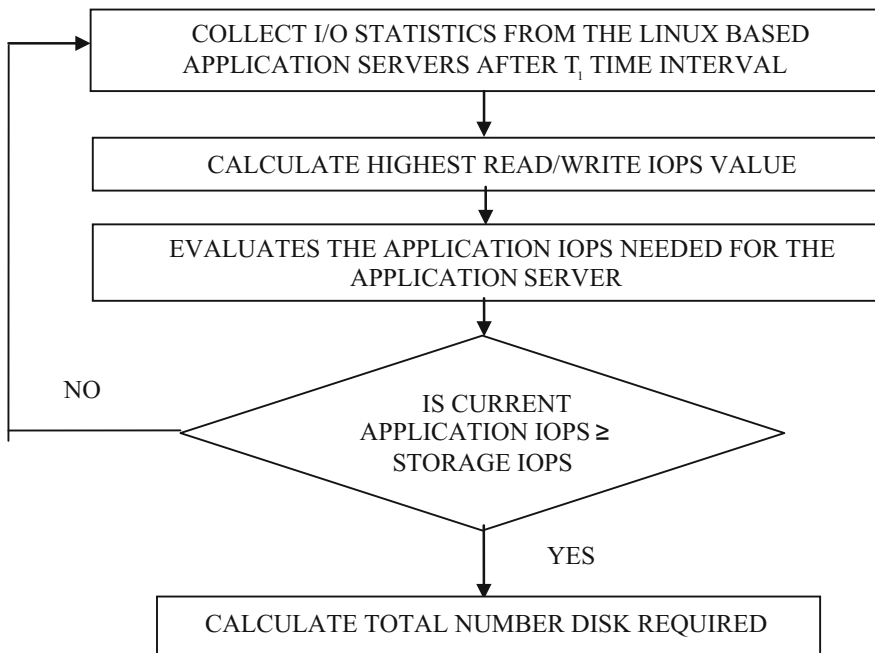 COLLECT I/O STATISTICS FROM THE LINUX BASED
APPLICATION SERVERS AFTER T₁ TIME INTERVAL
CALCULATE HIGHEST READ/WRITE IOPS VALUE
EVALUATES THE APPLICATION IOPS NEEDED FOR THE
APPLICATION SERVER
NO
IS CURRENT
APPLICATION IOPS ≥
STORAGE IOPS
YES
CALCULATE TOTAL NUMBER DISK REQUIRED